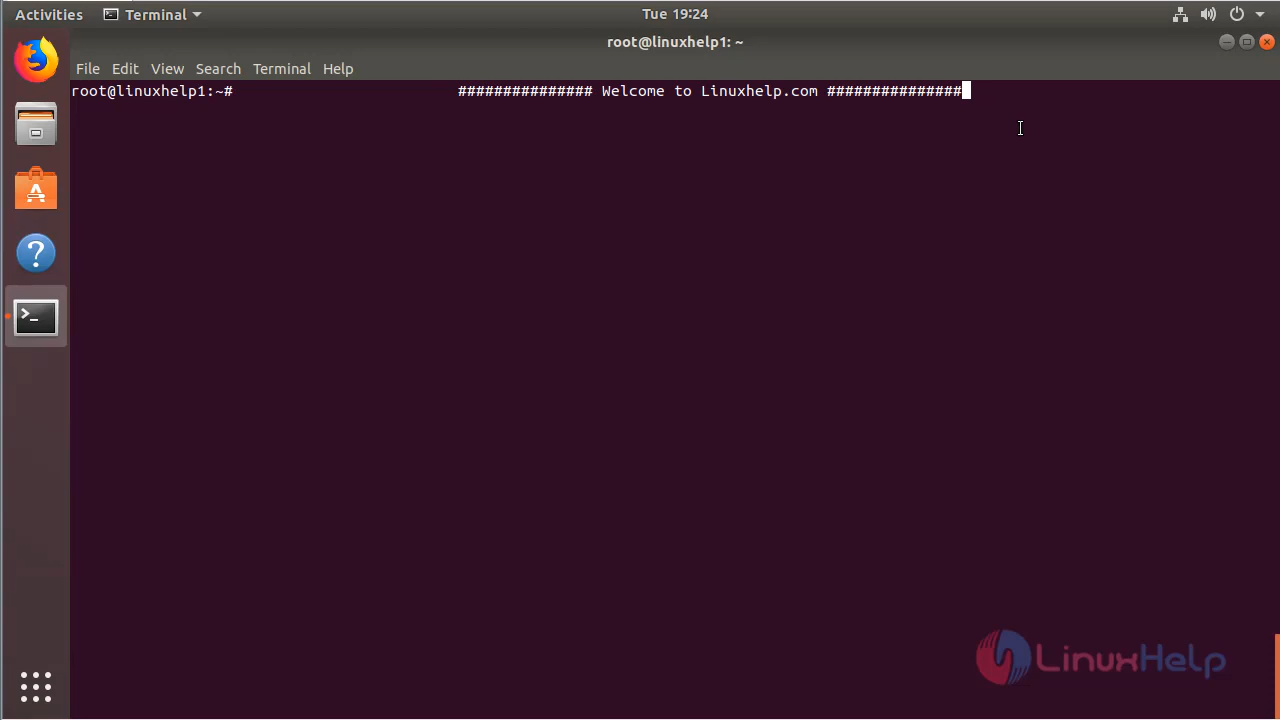 Activities Terminal Tue 19:24
root@linuxhelp1: ~
File Edit View Search Terminal Help
root@linuxhelp1:~# ############### Welcome to Linuxhelp.com ###############
LinuxHelp